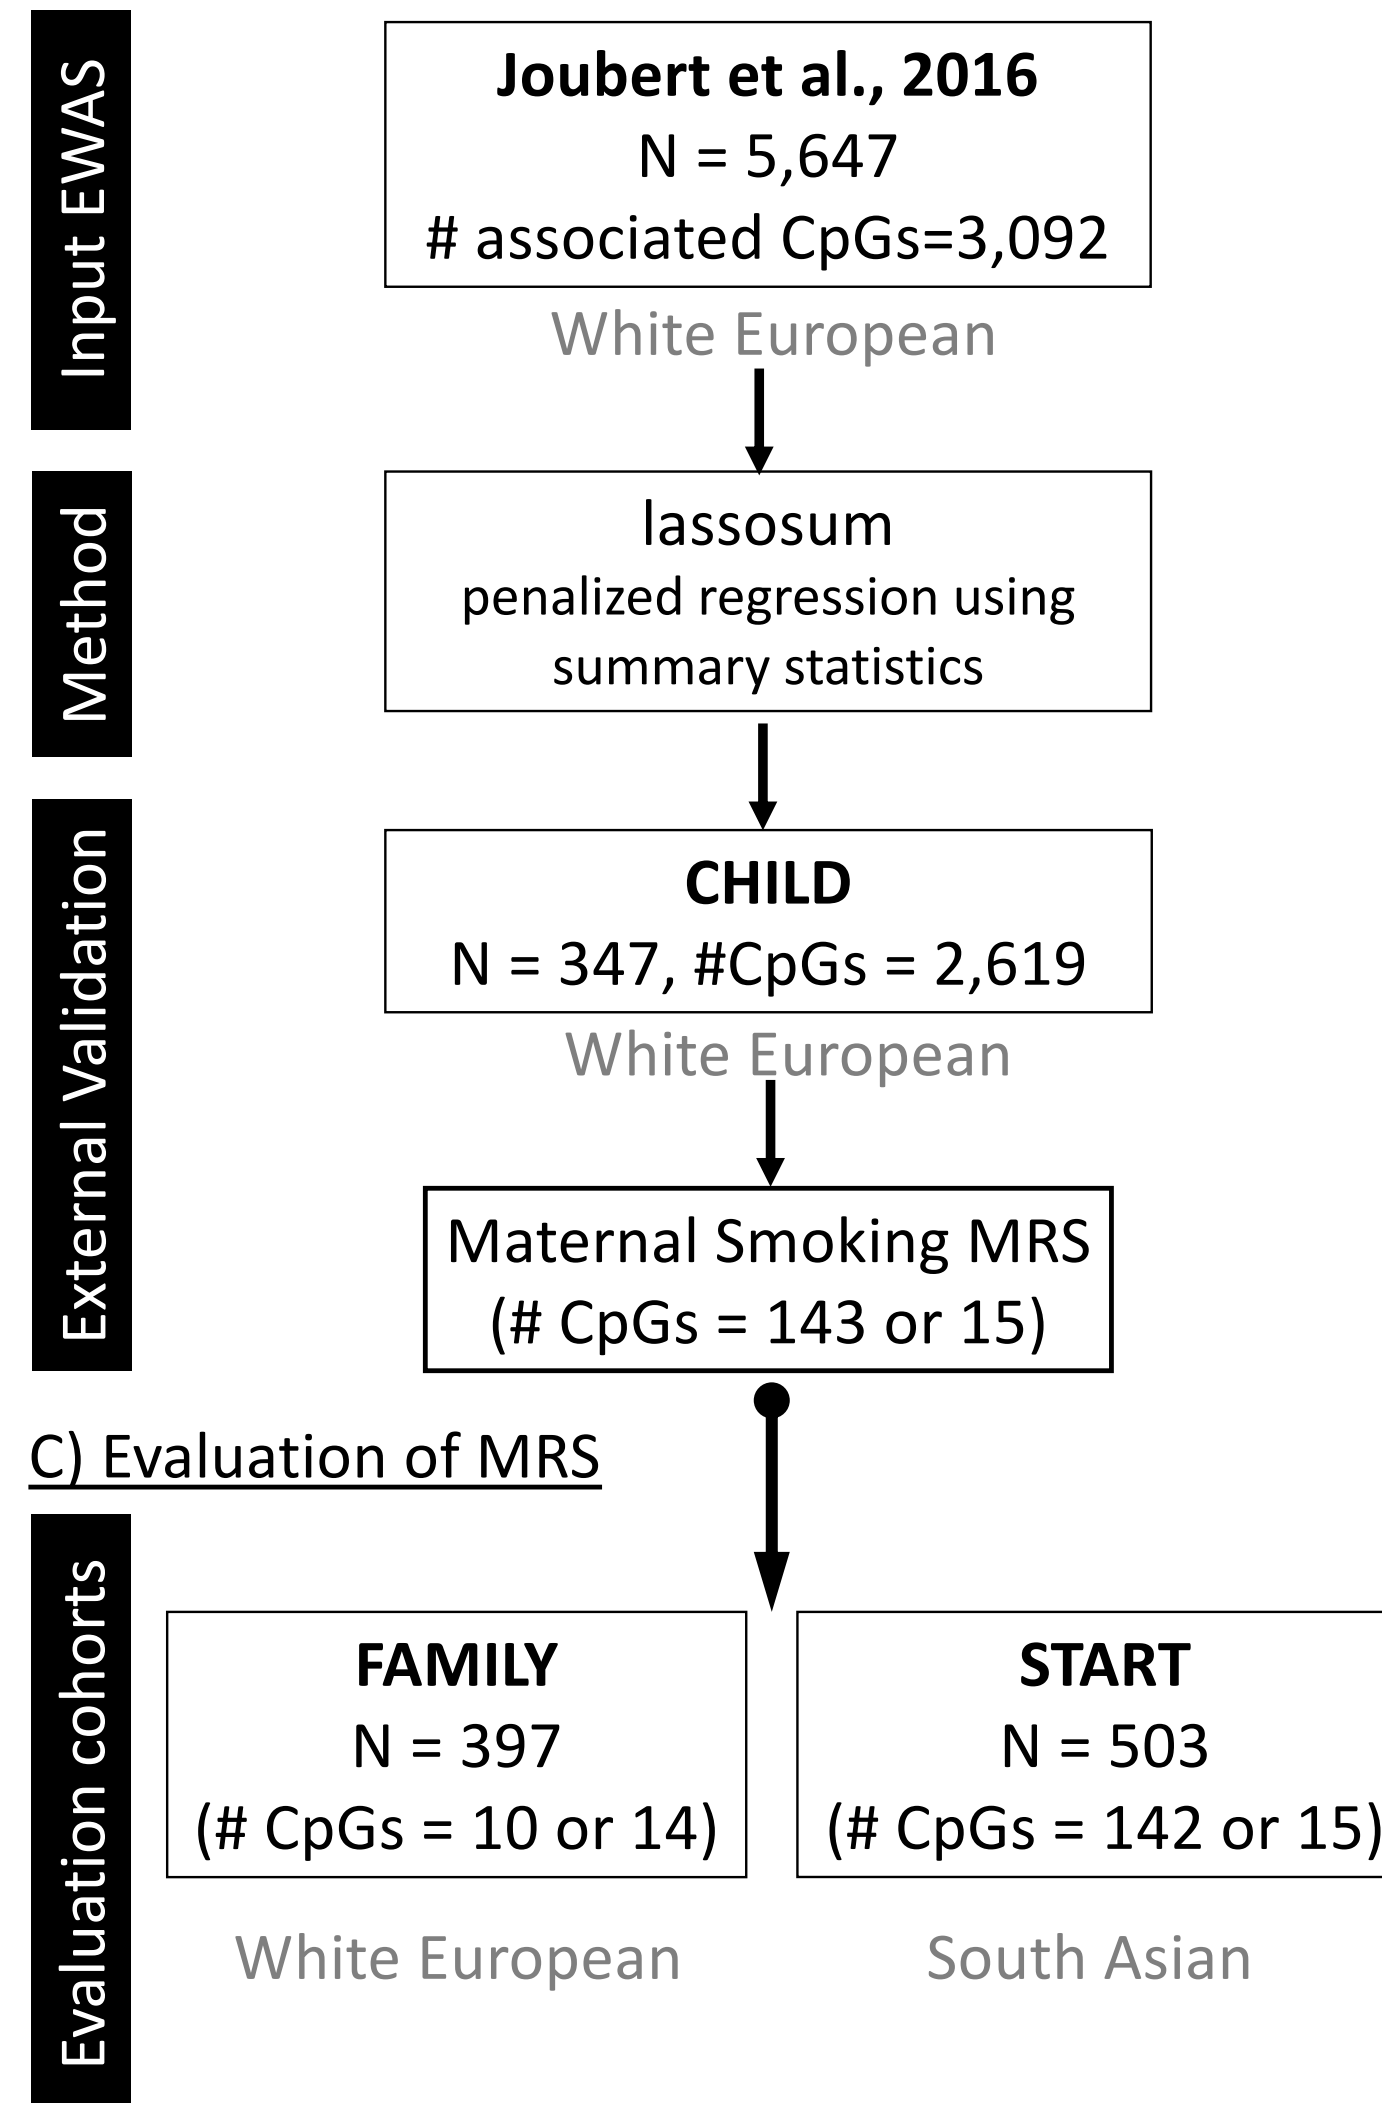 Input EWAS
Joubert et al., 2016
N = 5,647
# associated CpGs=3,092
White European
Method
lassosum
penalized regression using
summary statistics
External Validation
CHILD
N = 347, #CpGs = 2,619
White European
Maternal Smoking MRS
(# CpGs = 143 or 15)
C) Evaluation of MRS
Evaluation cohorts
FAMILY
N = 397
(# CpGs = 10 or 14)
White European
START
N = 503
(# CpGs = 142 or 15)
South Asian